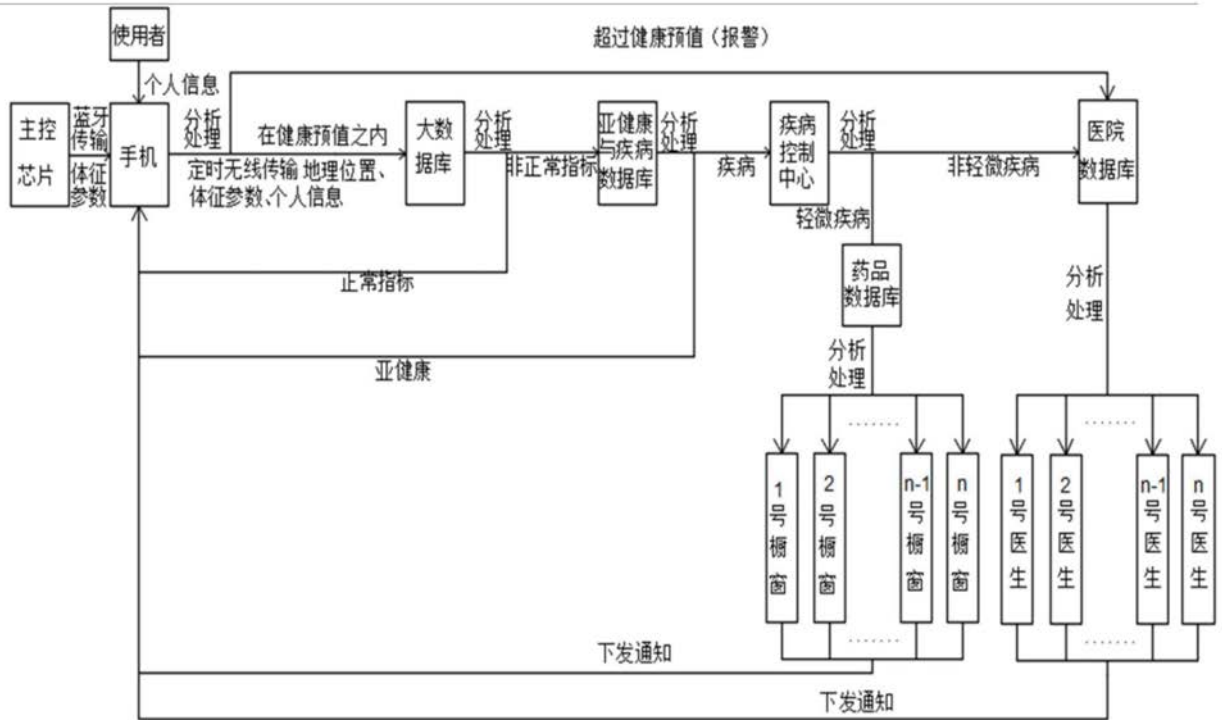 使用者
超过健康预值（报警）
个人信息
主控
芯片
蓝牙
传输
体征
参数
手机
分析
处理
在健康预值之内
定时无线传输 地理位置、
体征参数、个人信息
大数
据库
分析
处理
非正常指标
亚健康
与疾病
数据库
分析
处理
疾病
疾病
控制
中心
分析
处理
非轻微疾病
医院
数据库
轻微疾病
正常指标
药品
数据库
分析
处理
分析
处理
亚健康
........
........
1号橱窗
2号橱窗
n-1号橱窗
n号橱窗
1号医生
2号医生
n-1号医生
n号医生
........
........
下发通知
下发通知